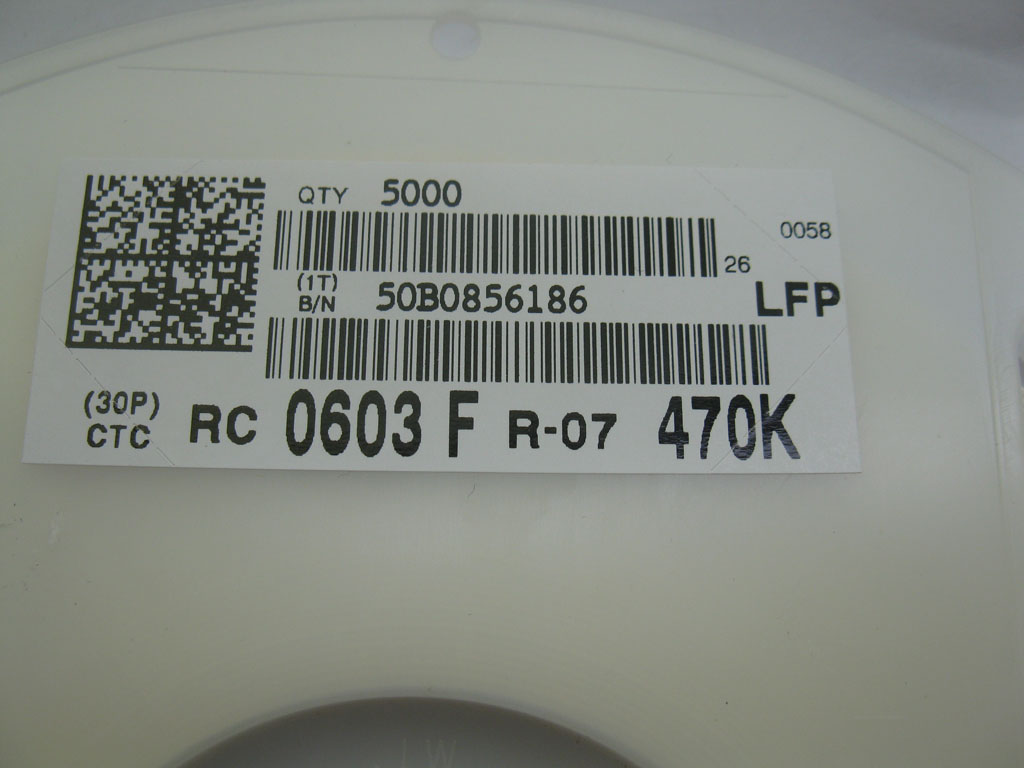 QTY 5000
0058
26
(1T)
B/N 50B0856186
LFP
(30P)
CTC RC 0603 F R-07 470K